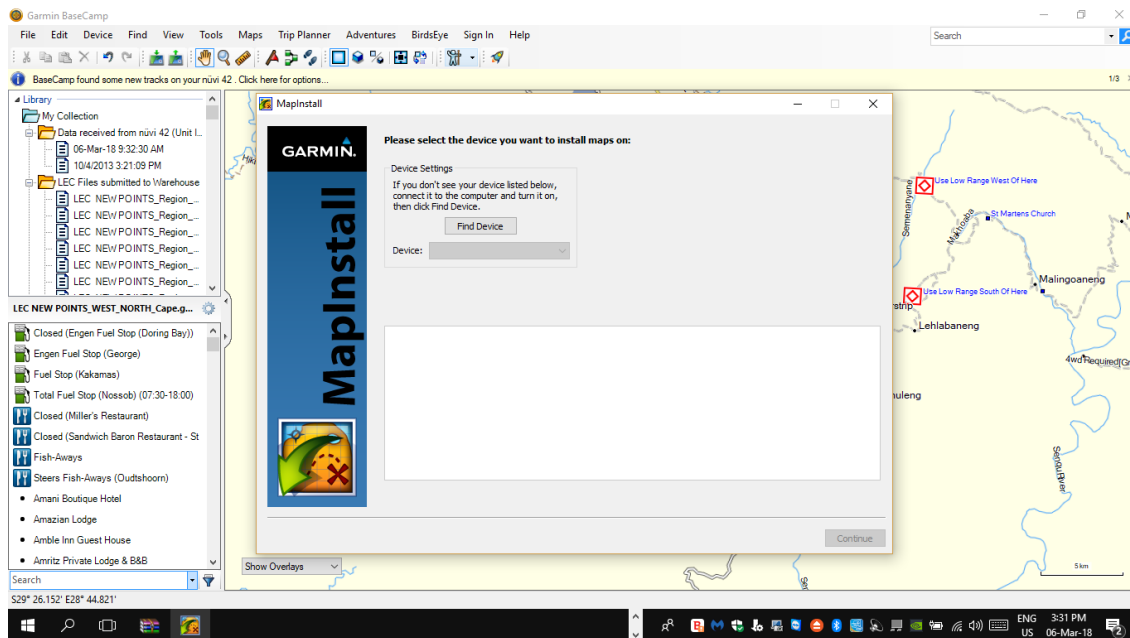 Garmin BaseCamp
File Edit Device Find View Tools Maps Trip Planner Adventures BirdsEye Sign In Help
Search
BaseCamp found some new tracks on your nüvi 42 . Click here for options...
1/3
Library
My Collection
Data received from nüvi 42 (Unit I...
06-Mar-18 9:32:30 AM
10/4/2013 3:21:09 PM
LEC Files submitted to Warehouse
LEC NEW POINTS_Region_...
LEC NEW POINTS_Region_...
LEC NEW POINTS_Region_...
LEC NEW POINTS_Region_...
LEC NEW POINTS_Region_...
LEC NEW POINTS_Region_...
LEC NEW POINTS_WEST_NORTH_Cape.g...
Closed (Engen Fuel Stop (Doring Bay))
Engen Fuel Stop (George)
Fuel Stop (Kakamas)
Total Fuel Stop (Nossob) (07:30-18:00)
Closed (Miller's Restaurant)
Closed (Sandwich Baron Restaurant - St
Fish-Aways
Steers Fish-Aways (Oudtshoorn)
Amani Boutique Hotel
Amazian Lodge
Amble Inn Guest House
Amritz Private Lodge & B&B
Search
S29° 26.152' E28° 44.821'
MapInstall
GARMIN.
MapInstall
Please select the device you want to install maps on:
Device Settings
If you don't see your device listed below,
connect it to the computer and turn it on,
then click Find Device.
Find Device
Device:
Continue
Show Overlays
Use Low Range West Of Here
Semenanyane
Makhoaba
St Martens Church
Malingoaneng
Use Low Range South Of Here
Lehlabaneng
4wd Required(Gr
uleng
Senqu River
5 km
ENG
US
3:31 PM
06-Mar-18
2